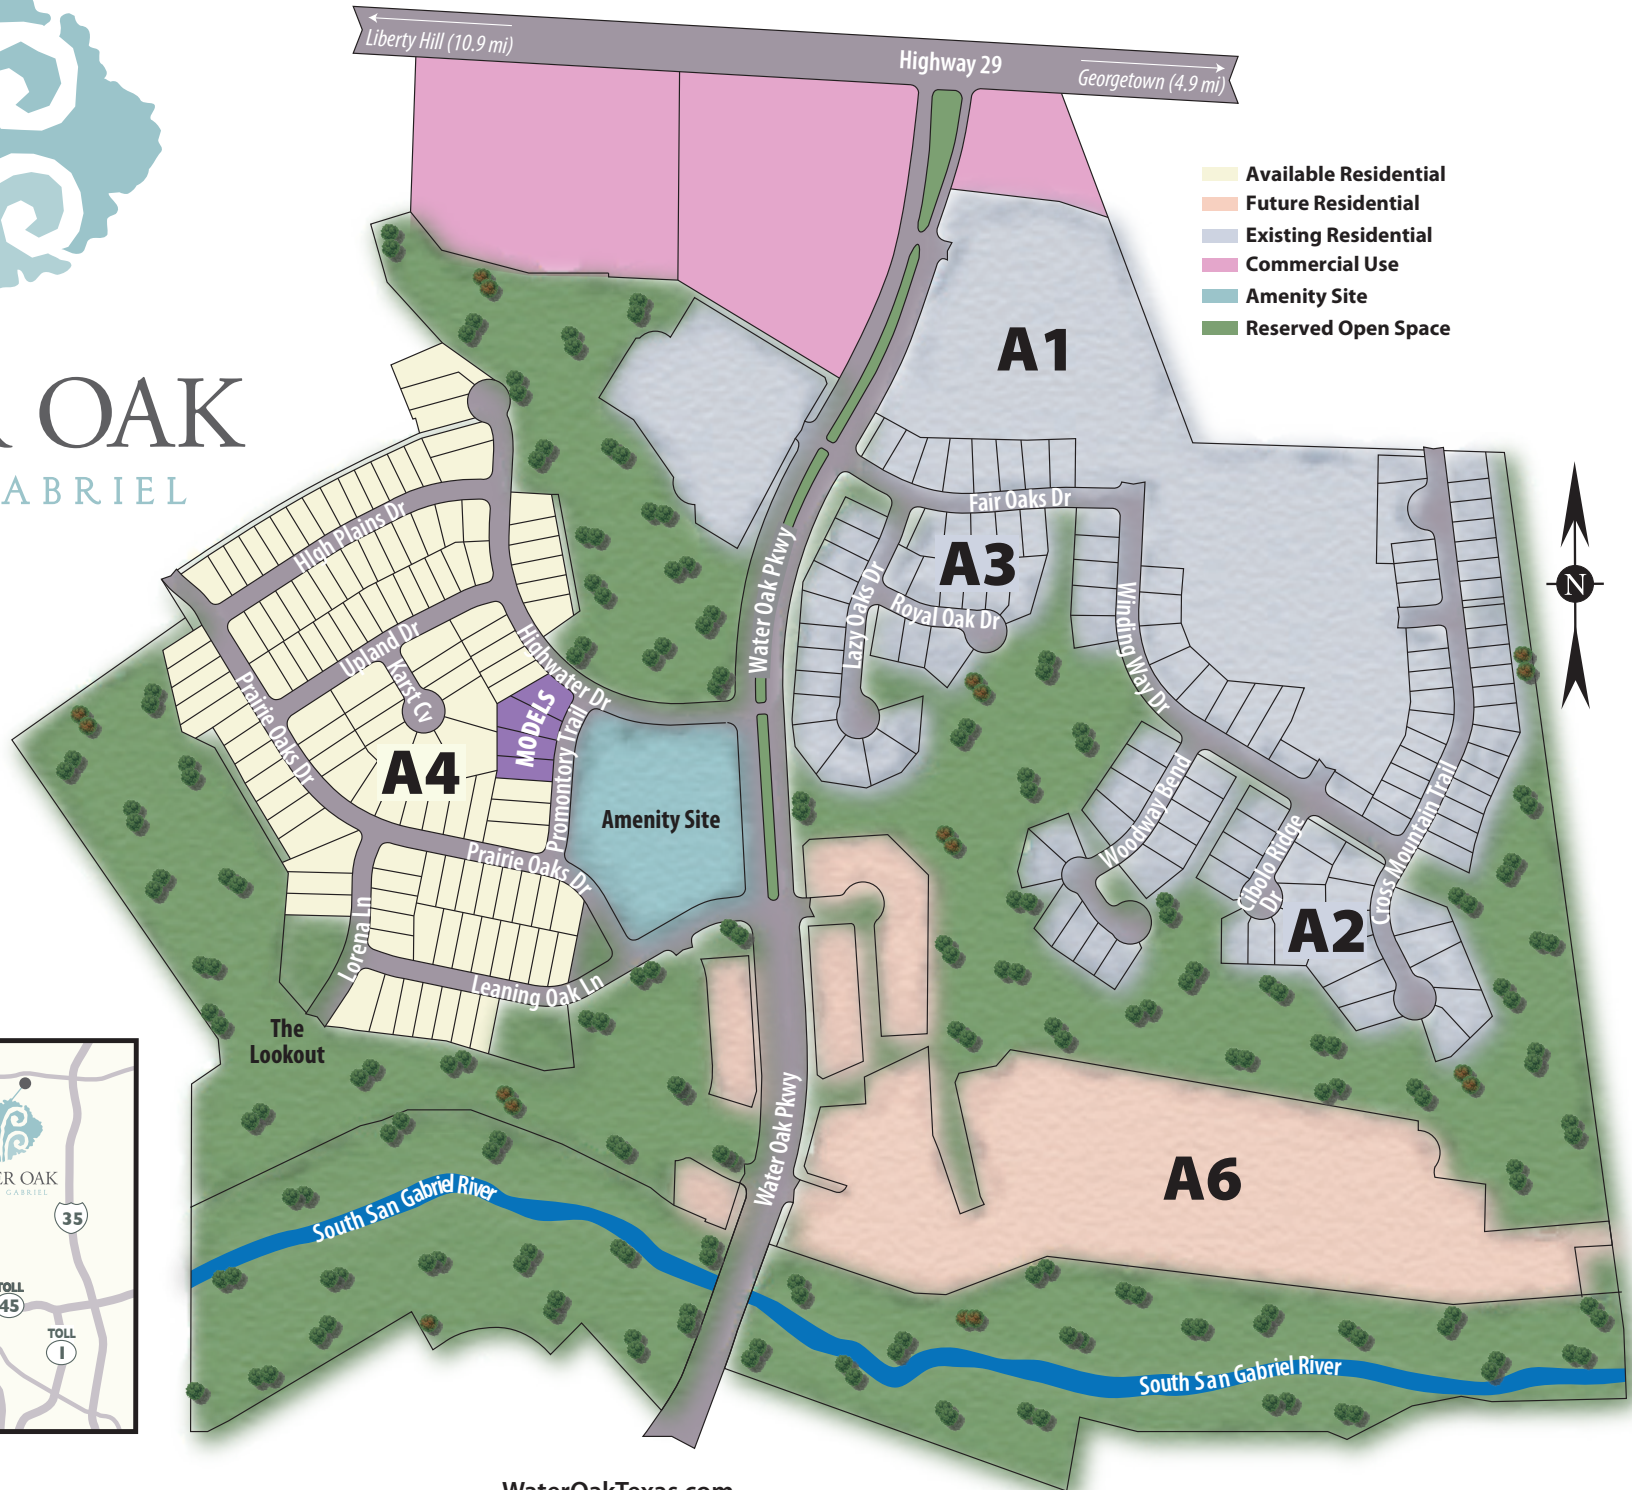 Liberty Hill (10.9 mi)
Highway 29
Georgetown (4.9 mi)
Available Residential
Future Residential
Existing Residential
Commercial Use
Amenity Site
Reserved Open Space
OAK
ABRIEL
A1
N
HIgh Plains Dr
Fair Oaks Dr
A3
Water Oak Pkwy
Lazy Oaks Dr
Royal Oak Dr
Winding Way Dr
Upland Dr
Karst Cv
Highwater Dr
Prairie Oaks Dr
MODELS
Promontory Trail
A4
Amenity Site
Prairie Oaks Dr
Woodway Bend
Cibolo Ridge
Dr
Cross Mountain Trail
A2
Lorena Ln
Leaning Oak Ln
The
Lookout
Water Oak Pkwy
A6
South San Gabriel River
South San Gabriel River
ER OAK
GABRIEL
35
TOLL
45
TOLL
1
WaterOakTexas.com